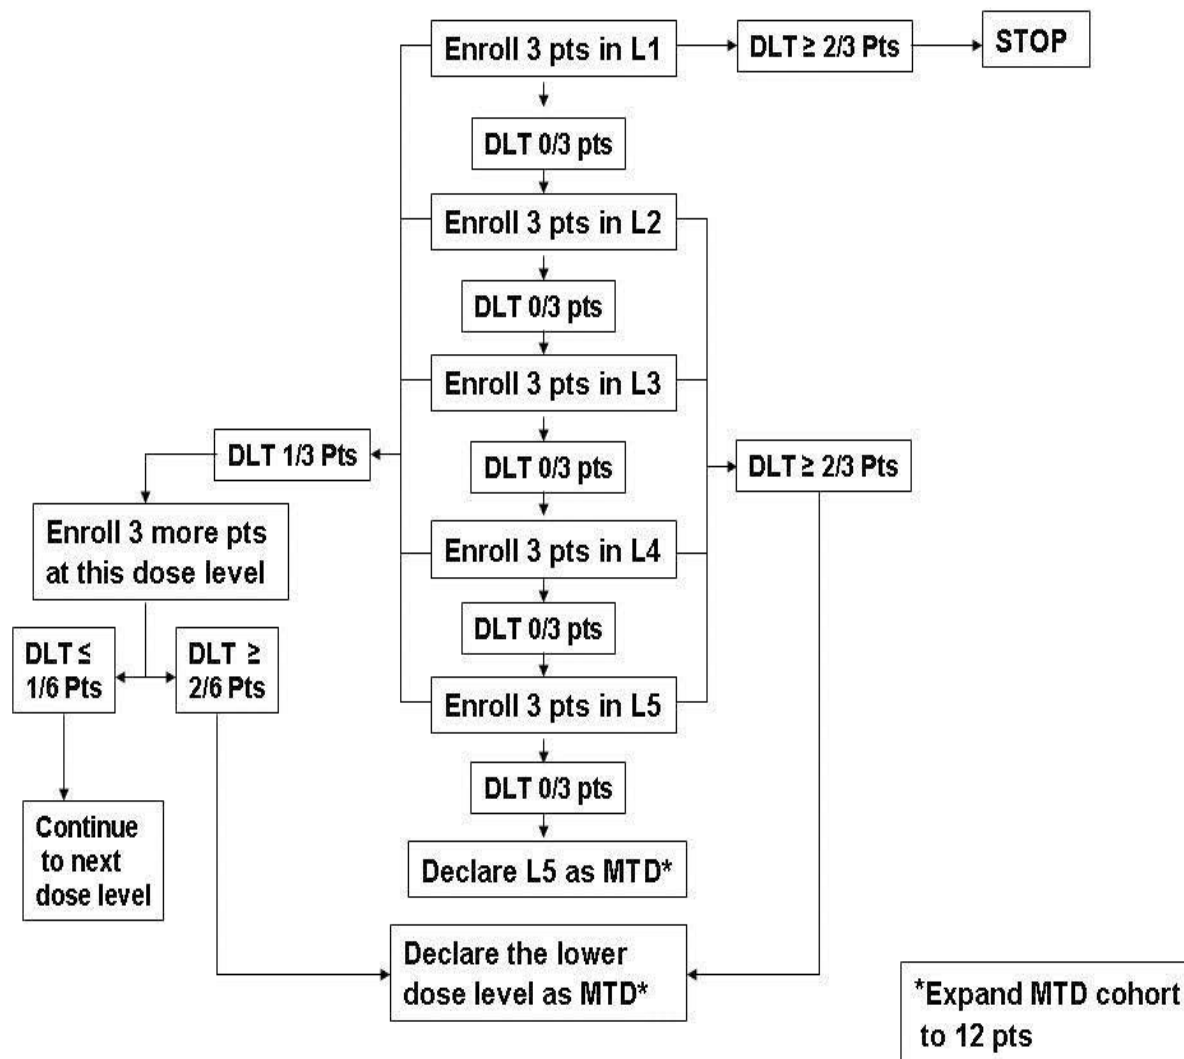 Enroll 3 pts in L1
DLT ≥ 2/3 Pts
STOP
DLT 0/3 pts
Enroll 3 pts in L2
DLT 0/3 pts
Enroll 3 pts in L3
DLT 1/3 Pts
DLT 0/3 pts
DLT ≥ 2/3 Pts
Enroll 3 more pts
at this dose level
Enroll 3 pts in L4
DLT 0/3 pts
DLT ≤
1/6 Pts
DLT ≥
2/6 Pts
Enroll 3 pts in L5
DLT 0/3 pts
Continue
to next
dose level
Declare L5 as MTD*
Declare the lower
dose level as MTD*
*Expand MTD cohort
to 12 pts